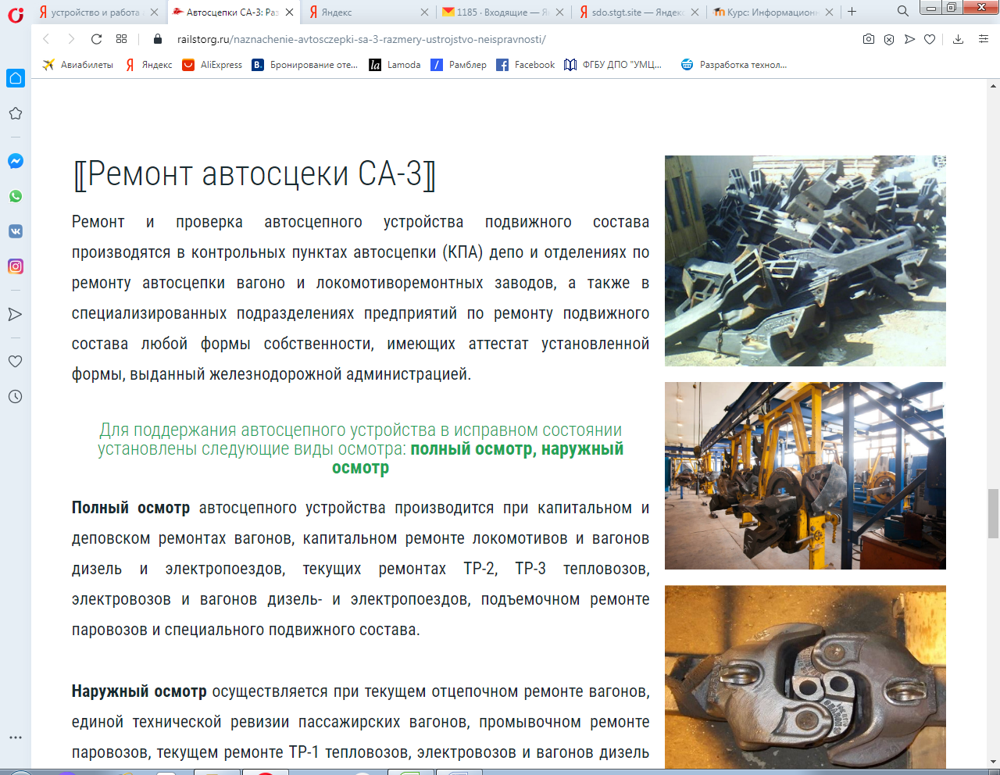 устройство и работа
Автосцепки СА-3: Раз
Яндекс
1185 · Входящие — Я
sdo.stgt.site — Яндекс
Курс: Информационн
railstorg.ru/naznachenie-avtosczepki-sa-3-razmery-ustrojstvo-neispravnosti/
Авиабилеты
Яндекс
AliExpress
Бронирование оте...
Lamoda
Рамблер
Facebook
ФГБУ ДПО "УМЦ...
Разработка технол...
⟦Ремонт автосцеки СА-3⟧
Ремонт и проверка автосцепного устройства подвижного состава
производятся в контрольных пунктах автосцепки (КПА) депо и отделениях по
ремонту автосцепки вагоно и локомотиворемонтных заводов, а также в
специализированных подразделениях предприятий по ремонту подвижного
состава любой формы собственности, имеющих аттестат установленной
формы, выданный железнодорожной администрацией.
Для поддержания автосцепного устройства в исправном состоянии
установлены следующие виды осмотра: полный осмотр, наружный
осмотр
Полный осмотр автосцепного устройства производится при капитальном и
деповском ремонтах вагонов, капитальном ремонте локомотивов и вагонов
дизель и электропоездов, текущих ремонтах ТР-2, ТР-3 тепловозов,
электровозов и вагонов дизель- и электропоездов, подъемочном ремонте
паровозов и специального подвижного состава.
Наружный осмотр осуществляется при текущем отцепочном ремонте вагонов,
единой технической ревизии пассажирских вагонов, промывочном ремонте
паровозов, текущем ремонте ТР-1 тепловозов, электровозов и вагонов дизель